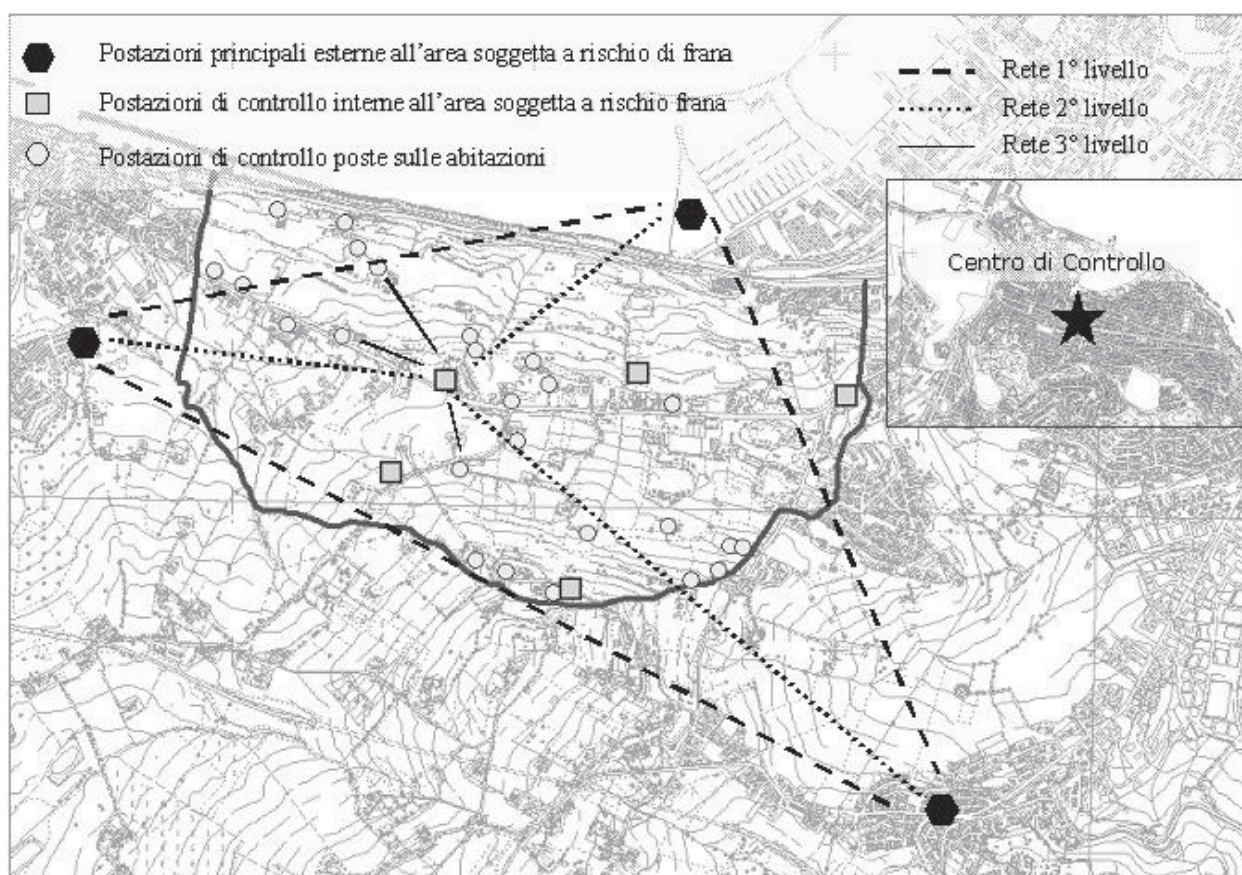 Postazioni principali esterne all'area soggetta a rischio di frana
Postazioni di controllo interne all'area soggetta a rischio frana
Postazioni di controllo poste sulle abitazioni
Rete 1° livello
Rete 2° livello
Rete 3° livello
Centro di Controllo